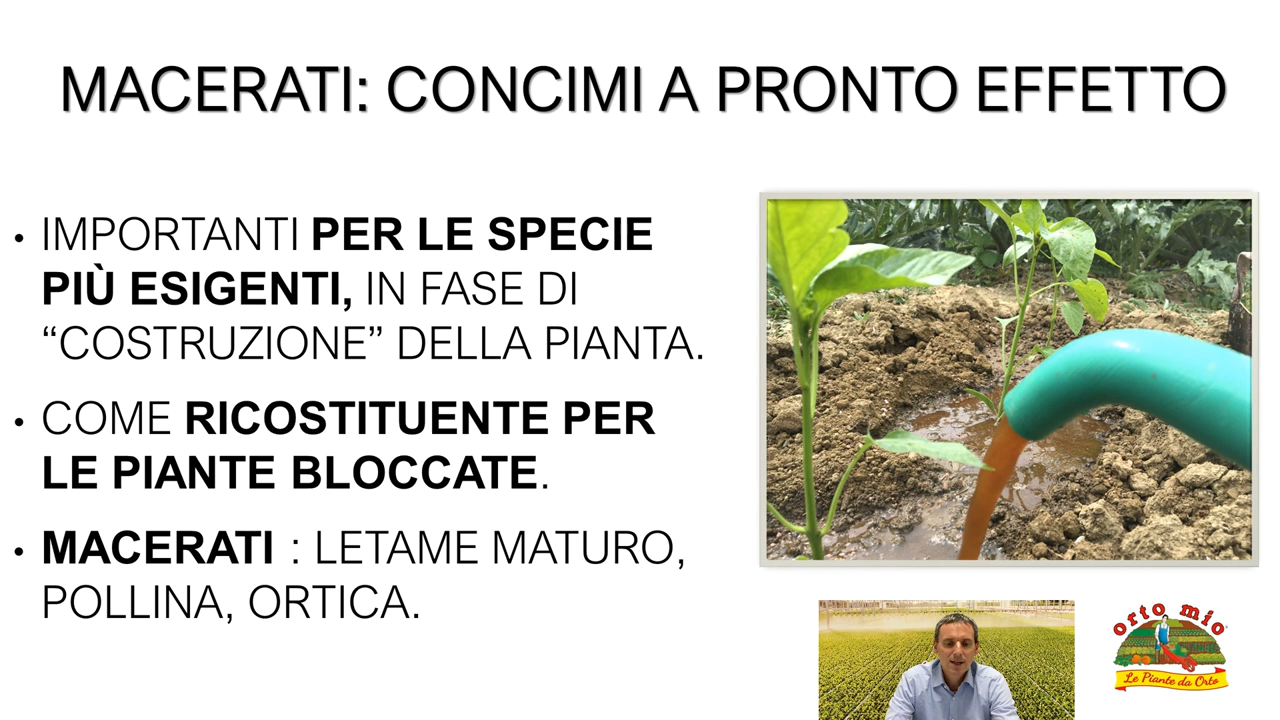 MACERATI: CONCIMI A PRONTO EFFETTO
• IMPORTANTI PER LE SPECIE
PIÙ ESIGENTI, IN FASE DI
“COSTRUZIONE” DELLA PIANTA.
• COME RICOSTITUENTE PER
LE PIANTE BLOCCATE.
• MACERATI : LETAME MATURO,
POLLINA, ORTICA.
orto mio
Le Piante da Orto